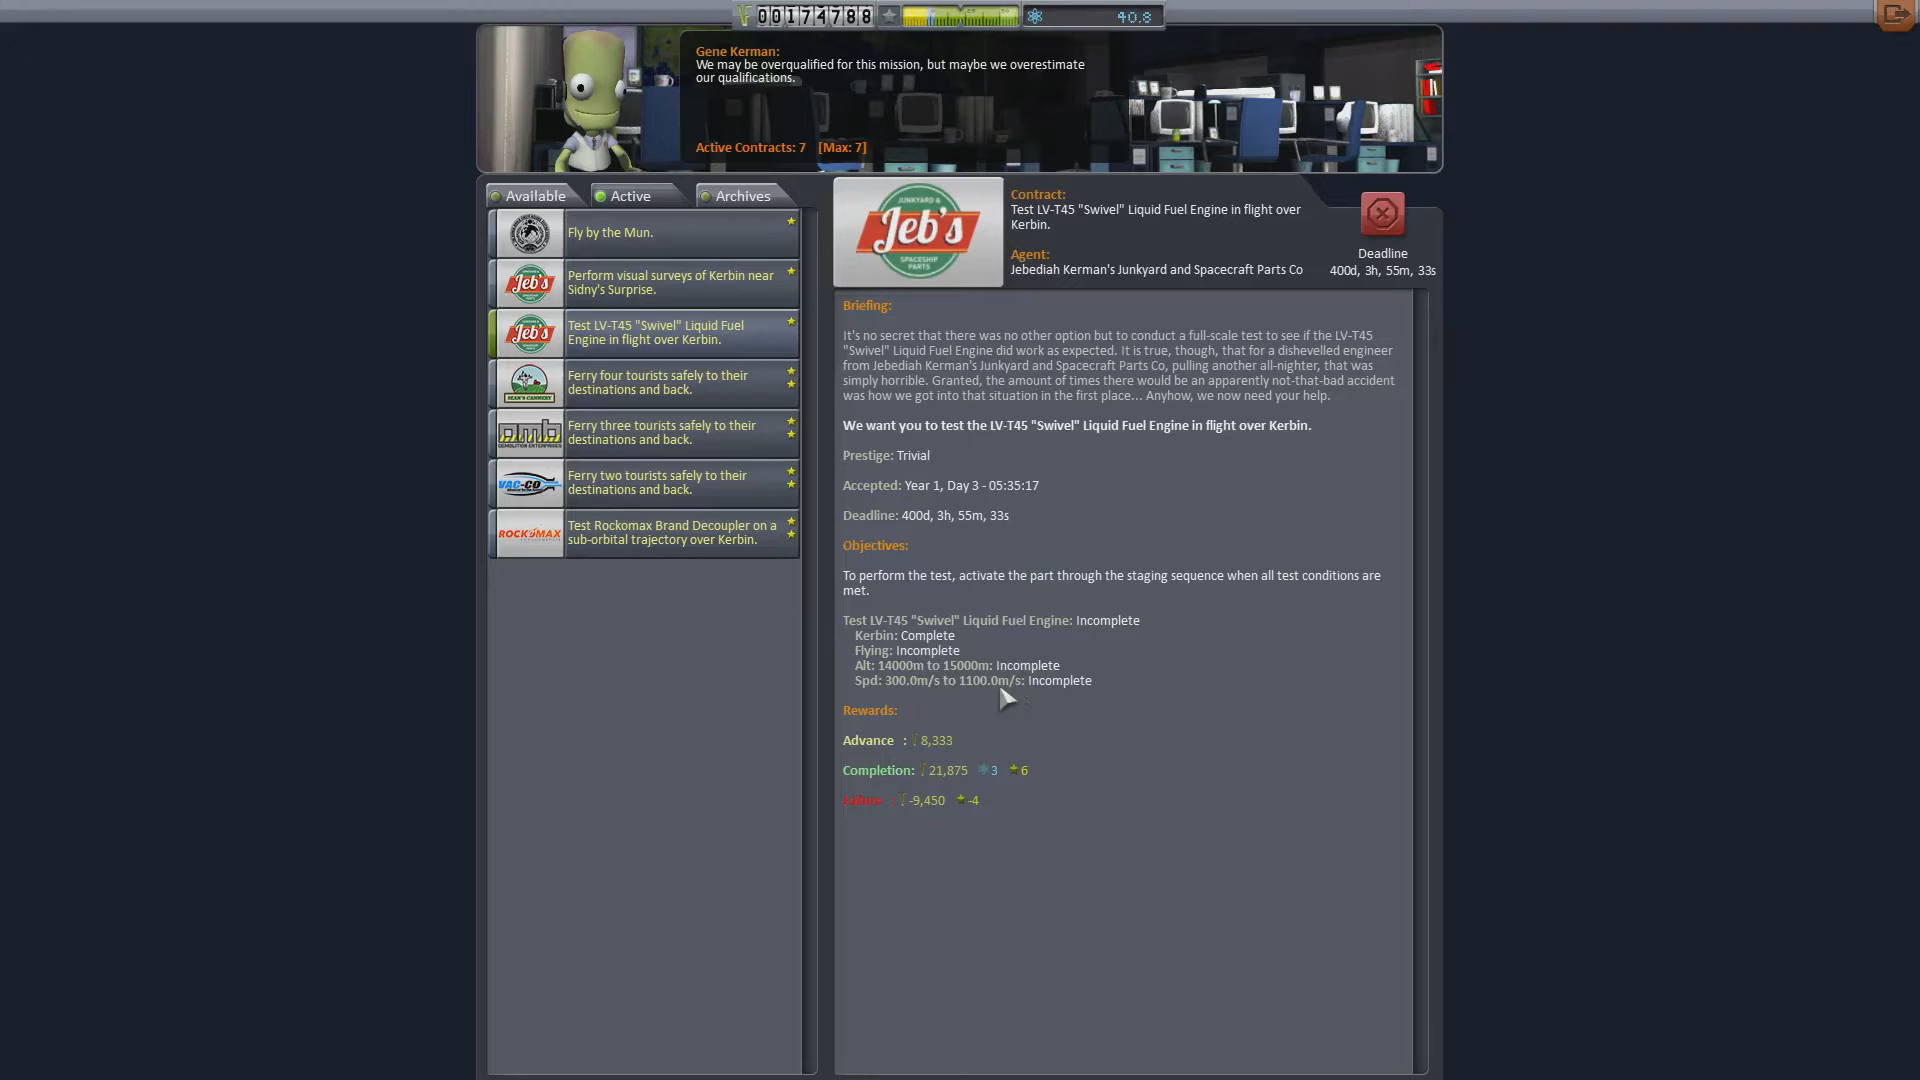 00174788
40.8
Gene Kerman:
We may be overqualified for this mission, but maybe we overestimate
our qualifications.
Active Contracts: 7 [Max: 7]
Available
Active
Archives
Fly by the Mun.
Perform visual surveys of Kerbin near
Sidny's Surprise.
Test LV-T45 "Swivel" Liquid Fuel
Engine in flight over Kerbin.
Ferry four tourists safely to their
destinations and back.
Ferry three tourists safely to their
destinations and back.
Ferry two tourists safely to their
destinations and back.
Test Rockomax Brand Decoupler on a
sub-orbital trajectory over Kerbin.
Jeb's
Jeb's
SEAN'S CANNERY
DMB
DEMOLITION ENTERPRISES
VAC-CO
ROCKOMAX
JUNKYARD &
Jeb's
SPACESHIP
PARTS
Contract:
Test LV-T45 "Swivel" Liquid Fuel Engine in flight over
Kerbin.
Agent:
Jebediah Kerman's Junkyard and Spacecraft Parts Co
Deadline
400d, 3h, 55m, 33s
Briefing:
It's no secret that there was no other option but to conduct a full-scale test to see if the LV-T45
"Swivel" Liquid Fuel Engine did work as expected. It is true, though, that for a dishevelled engineer
from Jebediah Kerman's Junkyard and Spacecraft Parts Co, pulling another all-nighter, that was
simply horrible. Granted, the amount of times there would be an apparently not-that-bad accident
was how we got into that situation in the first place... Anyhow, we now need your help.
We want you to test the LV-T45 "Swivel" Liquid Fuel Engine in flight over Kerbin.
Prestige: Trivial
Accepted: Year 1, Day 3 - 05:35:17
Deadline: 400d, 3h, 55m, 33s
Objectives:
To perform the test, activate the part through the staging sequence when all test conditions are
met.
Test LV-T45 "Swivel" Liquid Fuel Engine: Incomplete
Kerbin: Complete
Flying: Incomplete
Alt: 14000m to 15000m: Incomplete
Spd: 300.0m/s to 1100.0m/s: Incomplete
Rewards:
Advance : 8,333
Completion: 21,875 3 6
Failure : -9,450 -4